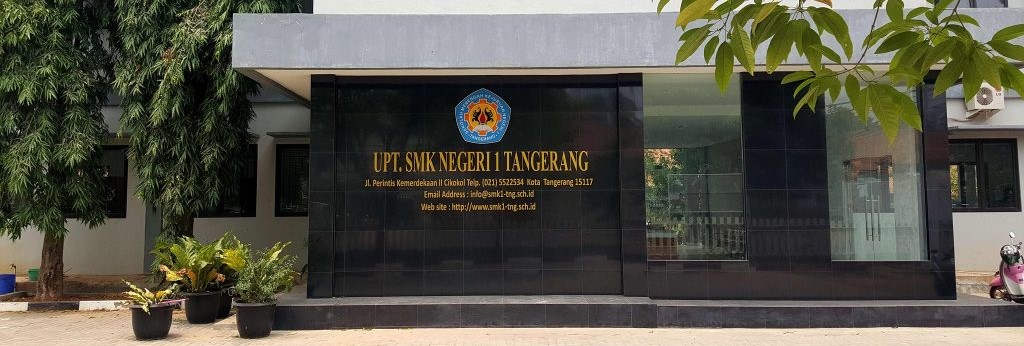 UPT. SMK NEGERI 1 TANGERANG
Jl. Perintis Kemerdekaan II Cikokol Telp. (021) 5522534 Kota Tangerang 15117
Email Address : info@smk1-tng.sch.id
Web site : http://www.smk1-tng.sch.id